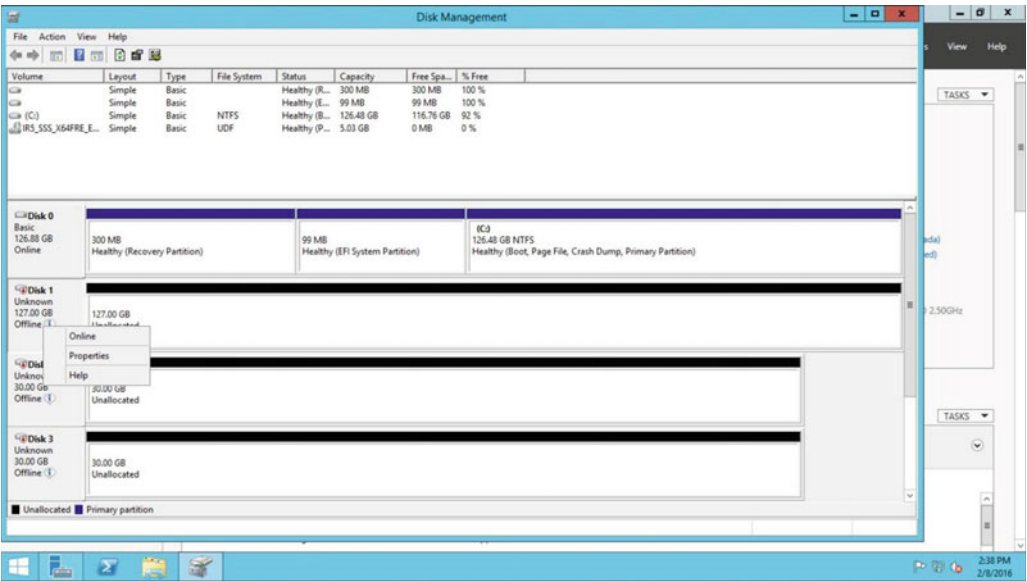 Disk Management
File Action View Help
Volume Layout Type File System Status Capacity Free Spa... % Free
Simple Basic Healthy (R... 300 MB 300 MB 100 %
Simple Basic Healthy (E... 99 MB 99 MB 100 %
(C:) Simple Basic NTFS Healthy (B... 126.48 GB 116.76 GB 92 %
IR5_SSS_X64FRE_E... Simple Basic UDF Healthy (P... 5.03 GB 0 MB 0 %
Disk 0
Basic
126.88 GB
Online
300 MB
Healthy (Recovery Partition)
99 MB
Healthy (EFI System Partition)
(C:)
126.48 GB NTFS
Healthy (Boot, Page File, Crash Dump, Primary Partition)
Disk 1
Unknown
127.00 GB
Offline
127.00 GB
Unallocated
Online
Properties
Help
30.00 GB
Offline
30.00 GB
Unallocated
Disk 3
Unknown
30.00 GB
Offline
30.00 GB
Unallocated
Unallocated Primary partition
View Help
TASKS
2.50GHz
TASKS
2:38 PM
2/8/2016